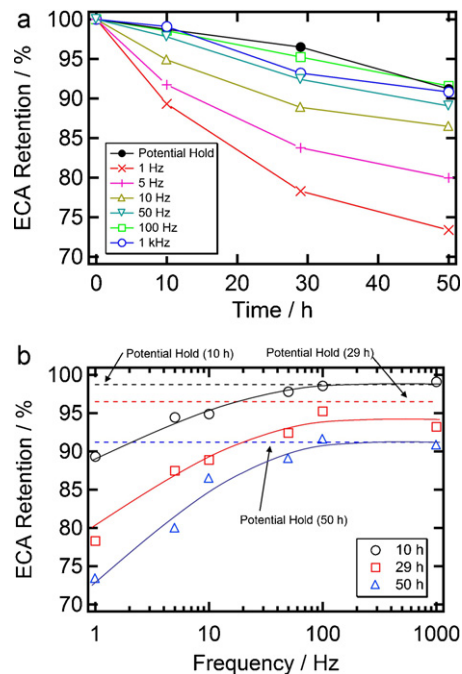 a
ECA Retention / %
100
95
90
85
80
75
70
Potential Hold
1 Hz
5 Hz
10 Hz
50 Hz
100 Hz
1 kHz
0 10 20 30 40 50
Time / h
b
Potential Hold (10 h)
Potential Hold (29 h)
ECA Retention / %
100
95
90
85
80
75
70
Potential Hold (50 h)
10 h
29 h
50 h
1 10 100 1000
Frequency / Hz